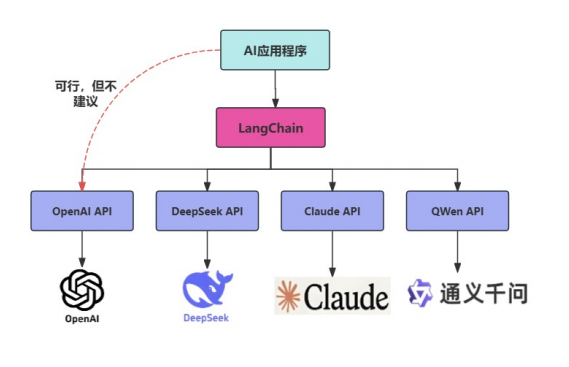 AI应用程序
可行，但不
建议
LangChain
OpenAI API
DeepSeek API
Claude API
QWen API
OpenAI
DeepSeek
Claude
通义千问